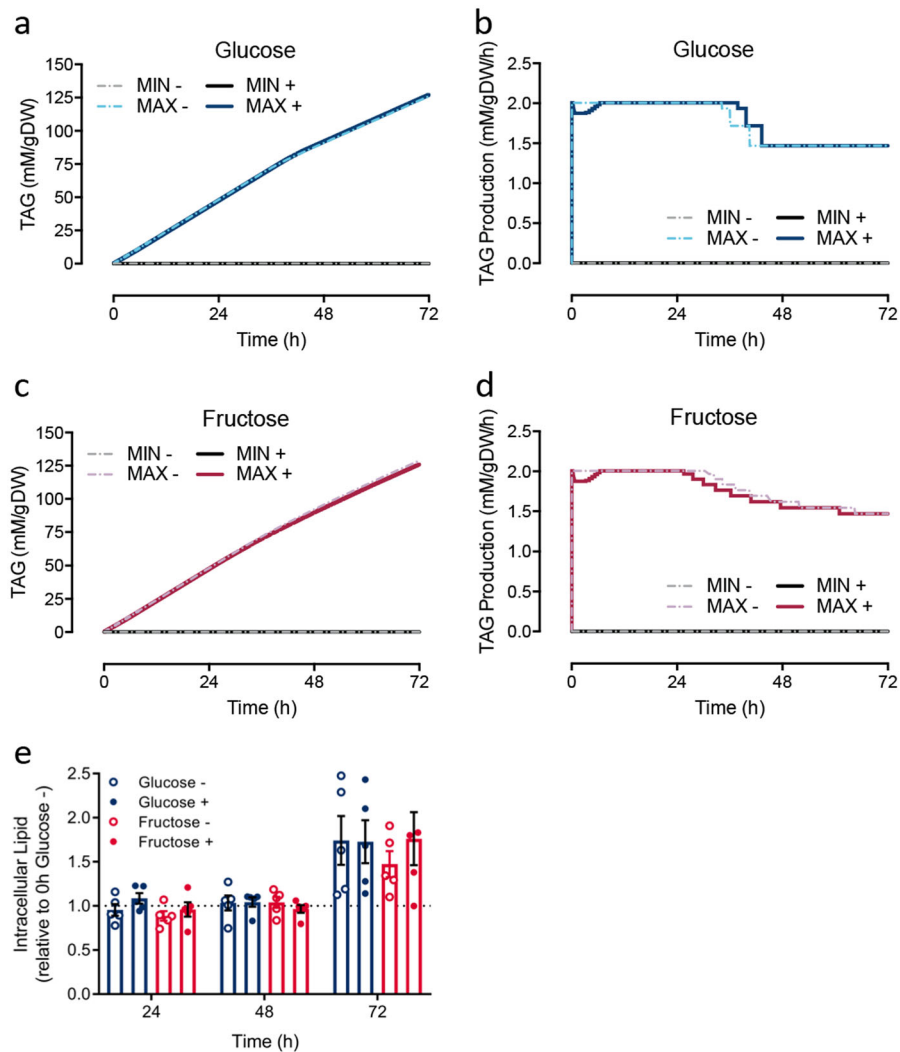 a
Glucose
MIN - MIN +
MAX - MAX +
TAG (mM/gDW)
150
125
100
75
50
25
0
0 24 48 72
Time (h)
b
Glucose
TAG Production (mM/gDW/h)
2.5
2.0
1.5
1.0
0.5
0.0
MIN - MIN +
MAX - MAX +
0 24 48 72
Time (h)
c
Fructose
MIN - MIN +
MAX - MAX +
TAG (mM/gDW)
150
125
100
75
50
25
0
0 24 48 72
Time (h)
d
Fructose
TAG Production (mM/gDW/h)
2.5
2.0
1.5
1.0
0.5
0.0
MIN - MIN +
MAX - MAX +
0 24 48 72
Time (h)
e
Intracellular Lipid
(relative to 0h Glucose -)
2.5
2.0
1.5
1.0
0.5
0.0
Glucose -
Glucose +
Fructose -
Fructose +
24 48 72
Time (h)